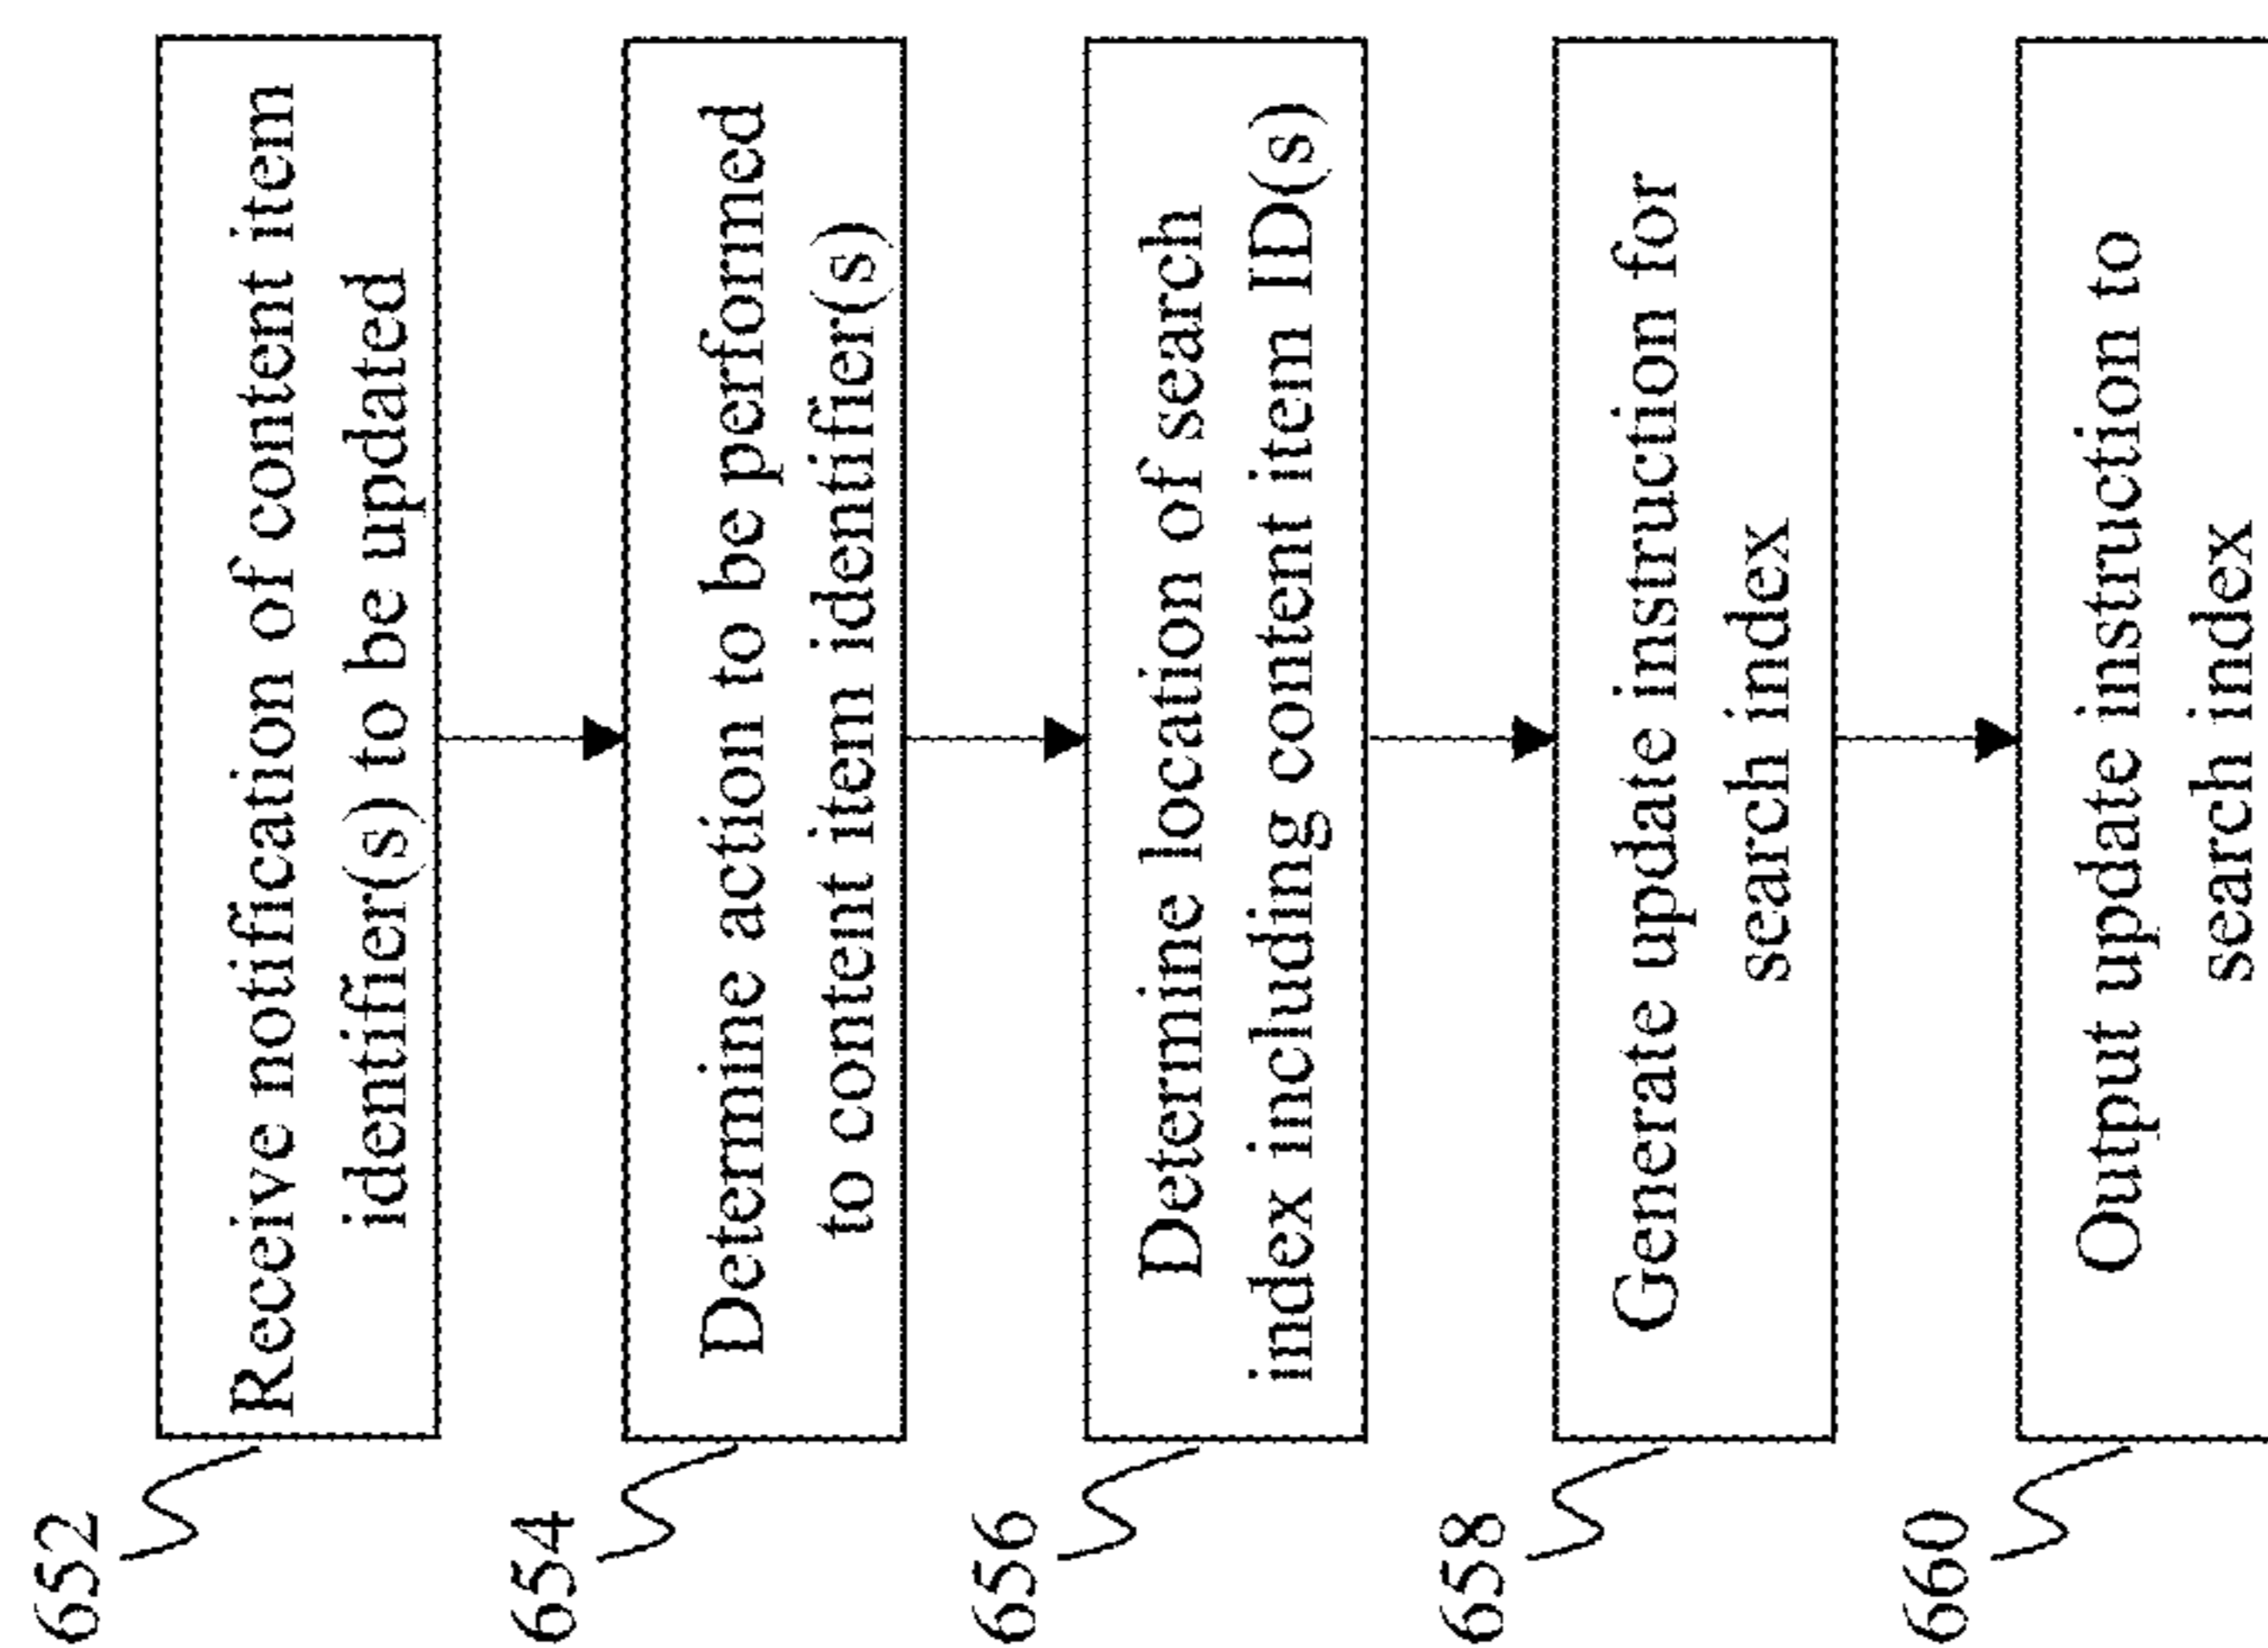 652
Receive notification of content item
identifier(s) to be updated
654
Determine action to be performed
to content item identifier(s)
656
Determine location of search
index including content item ID(s)
658
Generate update instruction for
search index
660
Output update instruction to
search index